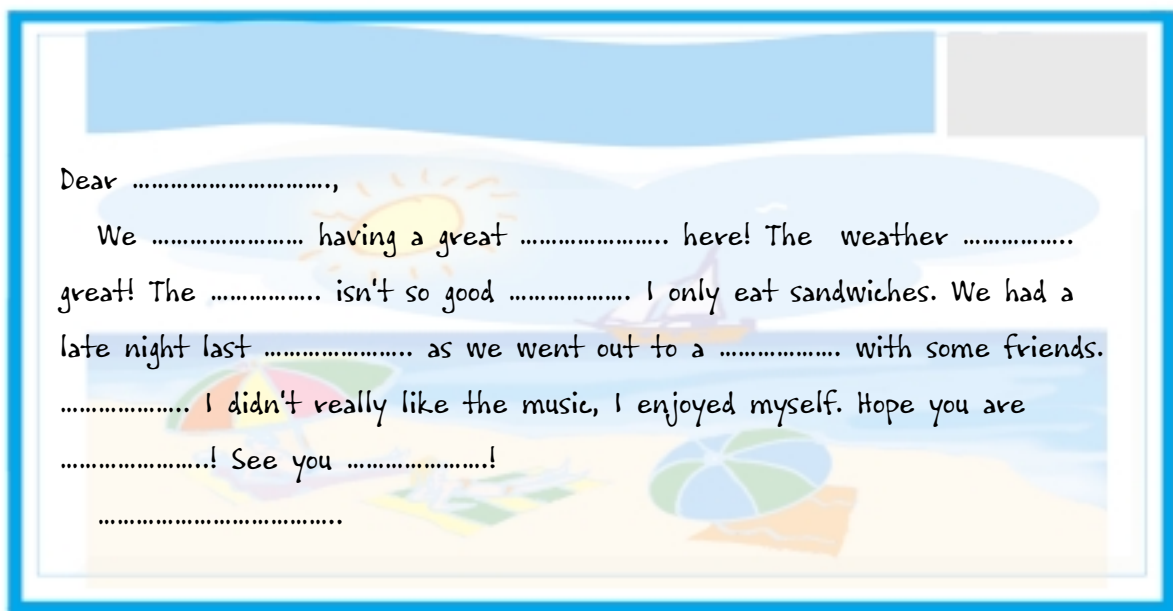 Dear ................................,
We ........................ having a great ....................... here! The weather .................
great! The ................. isn't so good ................... I only eat sandwiches. We had a
late night last ....................... as we went out to a ................... with some friends.
.................... I didn't really like the music, I enjoyed myself. Hope you are
.......................! See you ......................!
.......................................